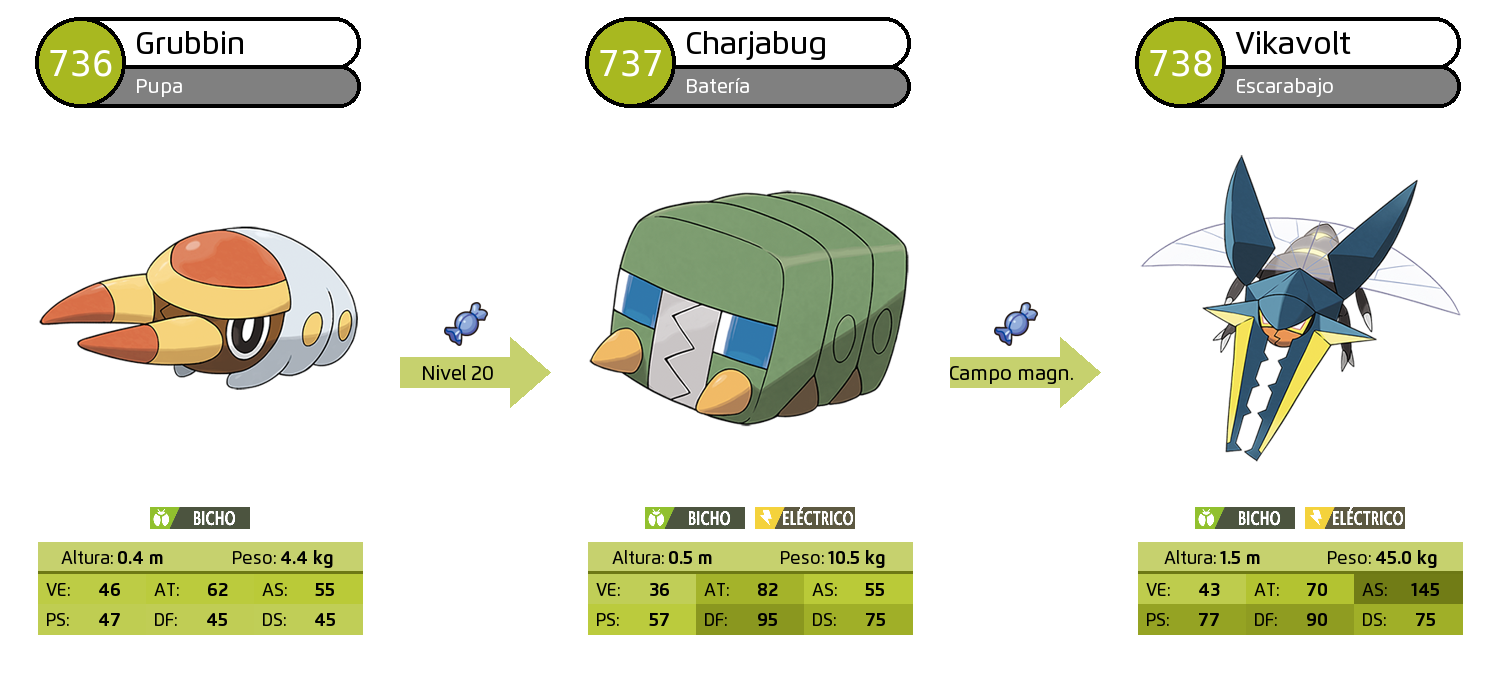 736 Grubbin
Pupa
737 Charjabug
Batería
738 Vikavolt
Escarabajo
Nivel 20
Campo magn.
BICHO
Altura: 0.4 m Peso: 4.4 kg
VE: 46 AT: 62 AS: 55
PS: 47 DF: 45 DS: 45
BICHO ELÉCTRICO
Altura: 0.5 m Peso: 10.5 kg
VE: 36 AT: 82 AS: 55
PS: 57 DF: 95 DS: 75
BICHO ELÉCTRICO
Altura: 1.5 m Peso: 45.0 kg
VE: 43 AT: 70 AS: 145
PS: 77 DF: 90 DS: 75